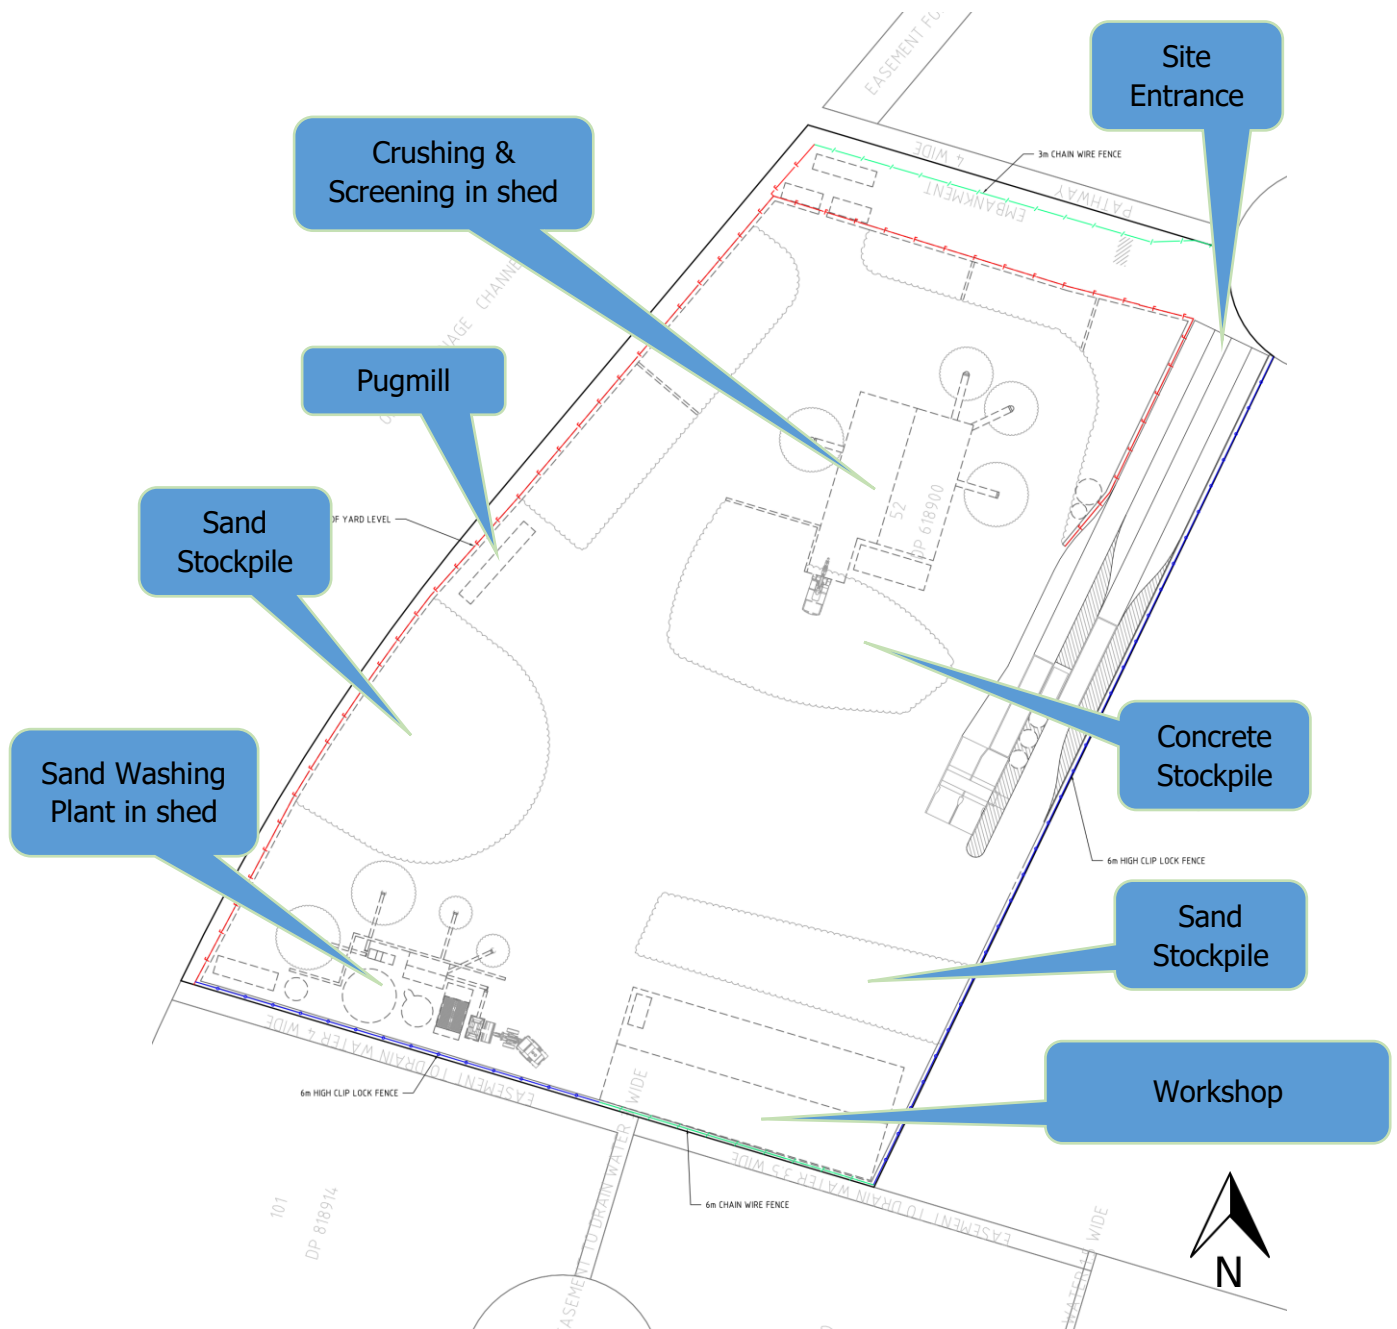 EASEMENT FO
Site
Entrance
Crushing &
Screening in shed
4 WIDE
3m CHAIN WIRE FENCE
PATHWAY
EMBANKMENT
NAGE CHANNE
Pugmill
52
DP 618900
Sand
Stockpile
OF YARD LEVEL
Concrete
Stockpile
Sand Washing
Plant in shed
6m HIGH CLIP LOCK FENCE
Sand
Stockpile
EASEMENT TO DRAIN WATER 4 WIDE
6m HIGH CLIP LOCK FENCE
Workshop
EASEMENT TO DRAIN WATER 3.5 WIDE
6m CHAIN WIRE FENCE
EASEMENT TO DRAIN WATER WIDE
101
DP 818914
WATER WIDE
N